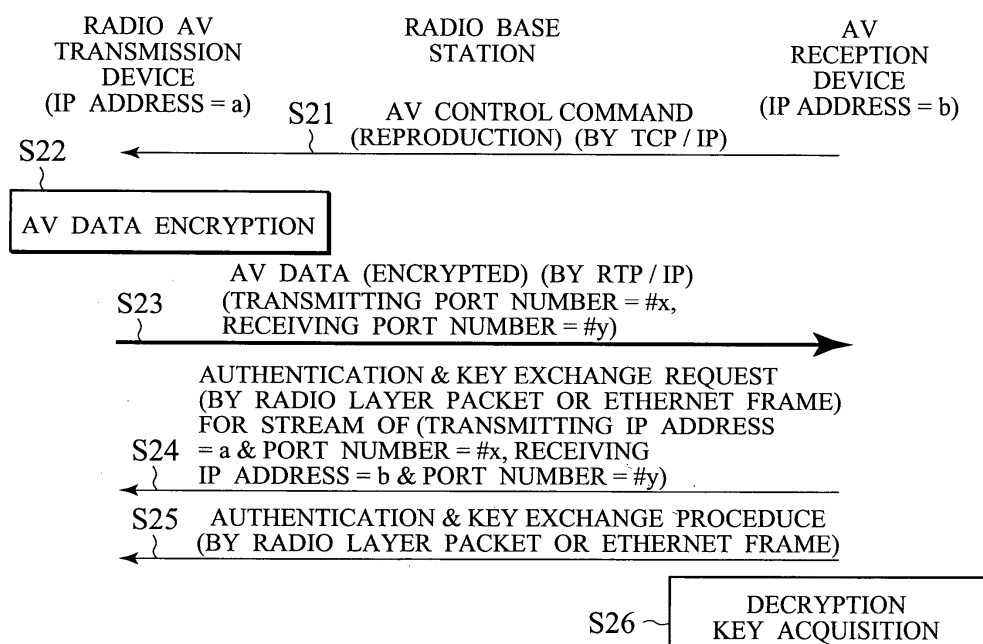 RADIO AV
TRANSMISSION
DEVICE
(IP ADDRESS = a)
RADIO BASE
STATION
AV
RECEPTION
DEVICE
(IP ADDRESS = b)
S21
AV CONTROL COMMAND
(REPRODUCTION) (BY TCP / IP)
S22
AV DATA ENCRYPTION
AV DATA (ENCRYPTED) (BY RTP / IP)
S23
(TRANSMITTING PORT NUMBER = #x,
RECEIVING PORT NUMBER = #y)
AUTHENTICATION & KEY EXCHANGE REQUEST
(BY RADIO LAYER PACKET OR ETHERNET FRAME)
FOR STREAM OF (TRANSMITTING IP ADDRESS
S24
= a & PORT NUMBER = #x, RECEIVING
IP ADDRESS = b & PORT NUMBER = #y)
S25
AUTHENTICATION & KEY EXCHANGE PROCEDUCE
(BY RADIO LAYER PACKET OR ETHERNET FRAME)
S26
DECRYPTION
KEY ACQUISITION